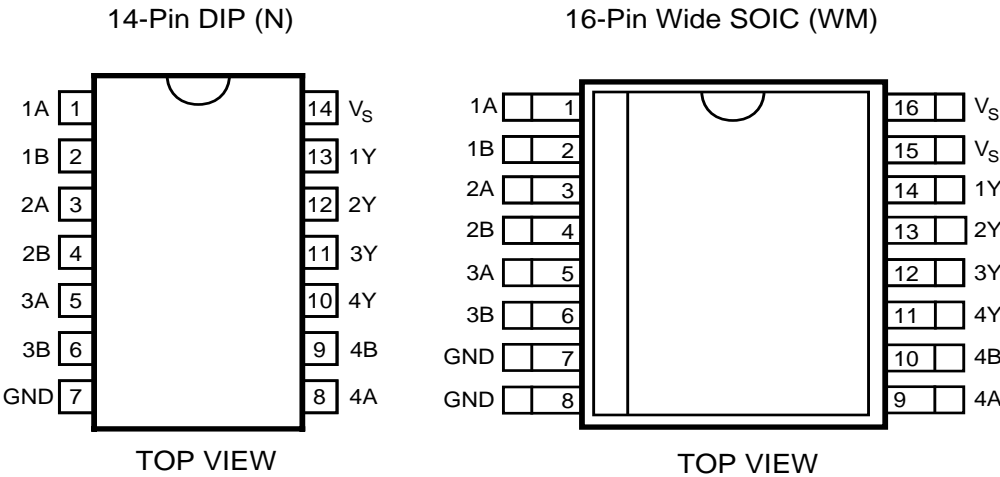 14-Pin DIP (N)
1A 1
1B 2
2A 3
2B 4
3A 5
3B 6
GND 7
14 VS
13 1Y
12 2Y
11 3Y
10 4Y
9 4B
8 4A
TOP VIEW
16-Pin Wide SOIC (WM)
1A 1
1B 2
2A 3
2B 4
3A 5
3B 6
GND 7
GND 8
16 VS
15 VS
14 1Y
13 2Y
12 3Y
11 4Y
10 4B
9 4A
TOP VIEW